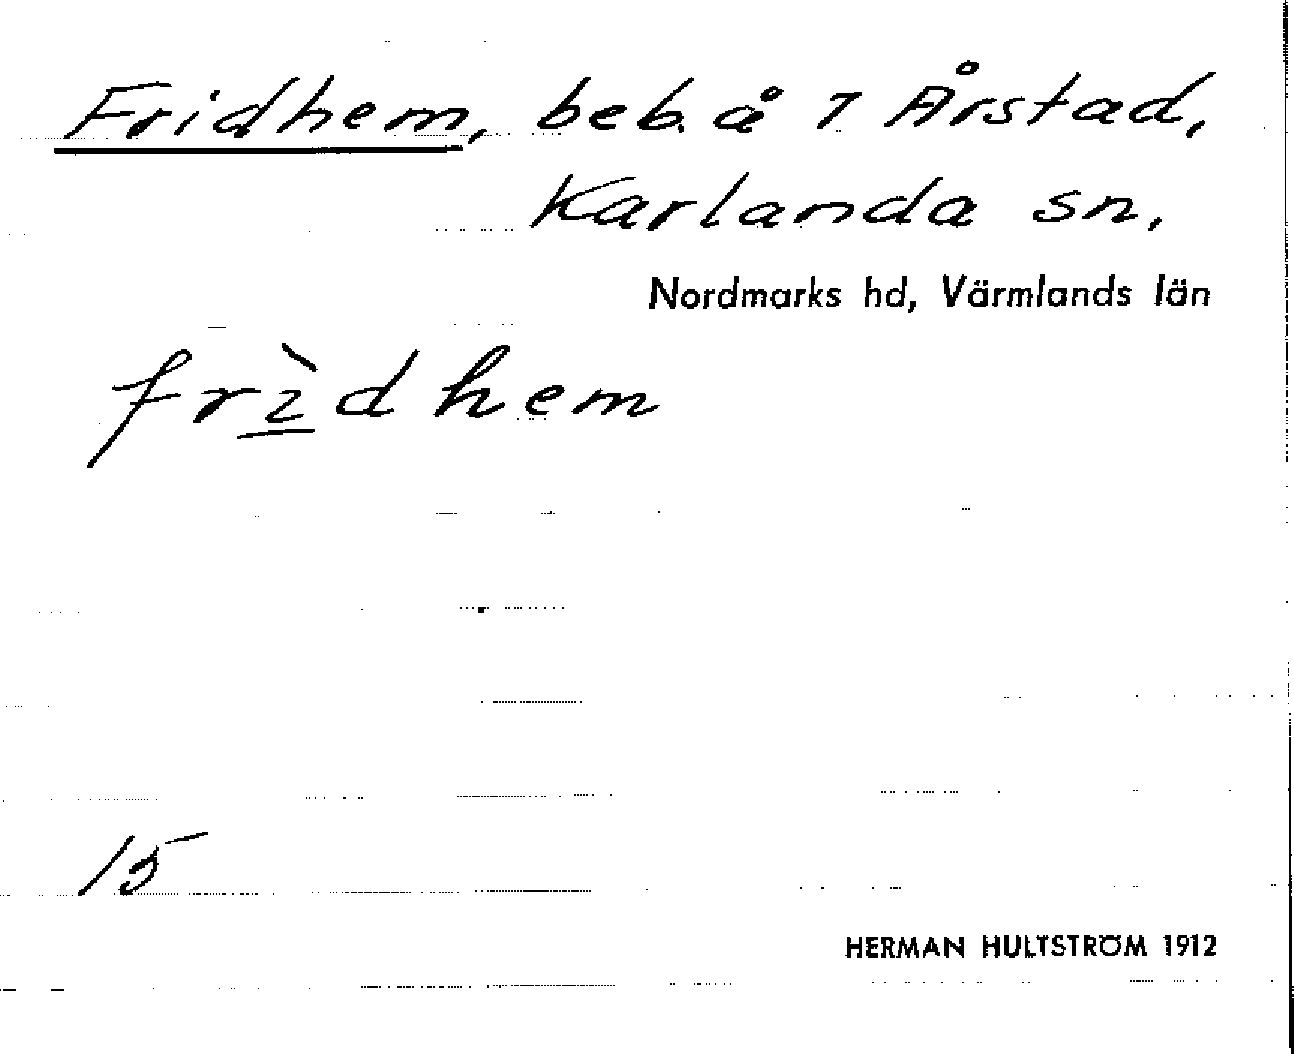 Fridhem, beb. å 7 Årstad,
Karlanda sn.
Nordmarks hd, Värmlands län
frìdhem
15
HERMAN HULTSTRÖM 1912